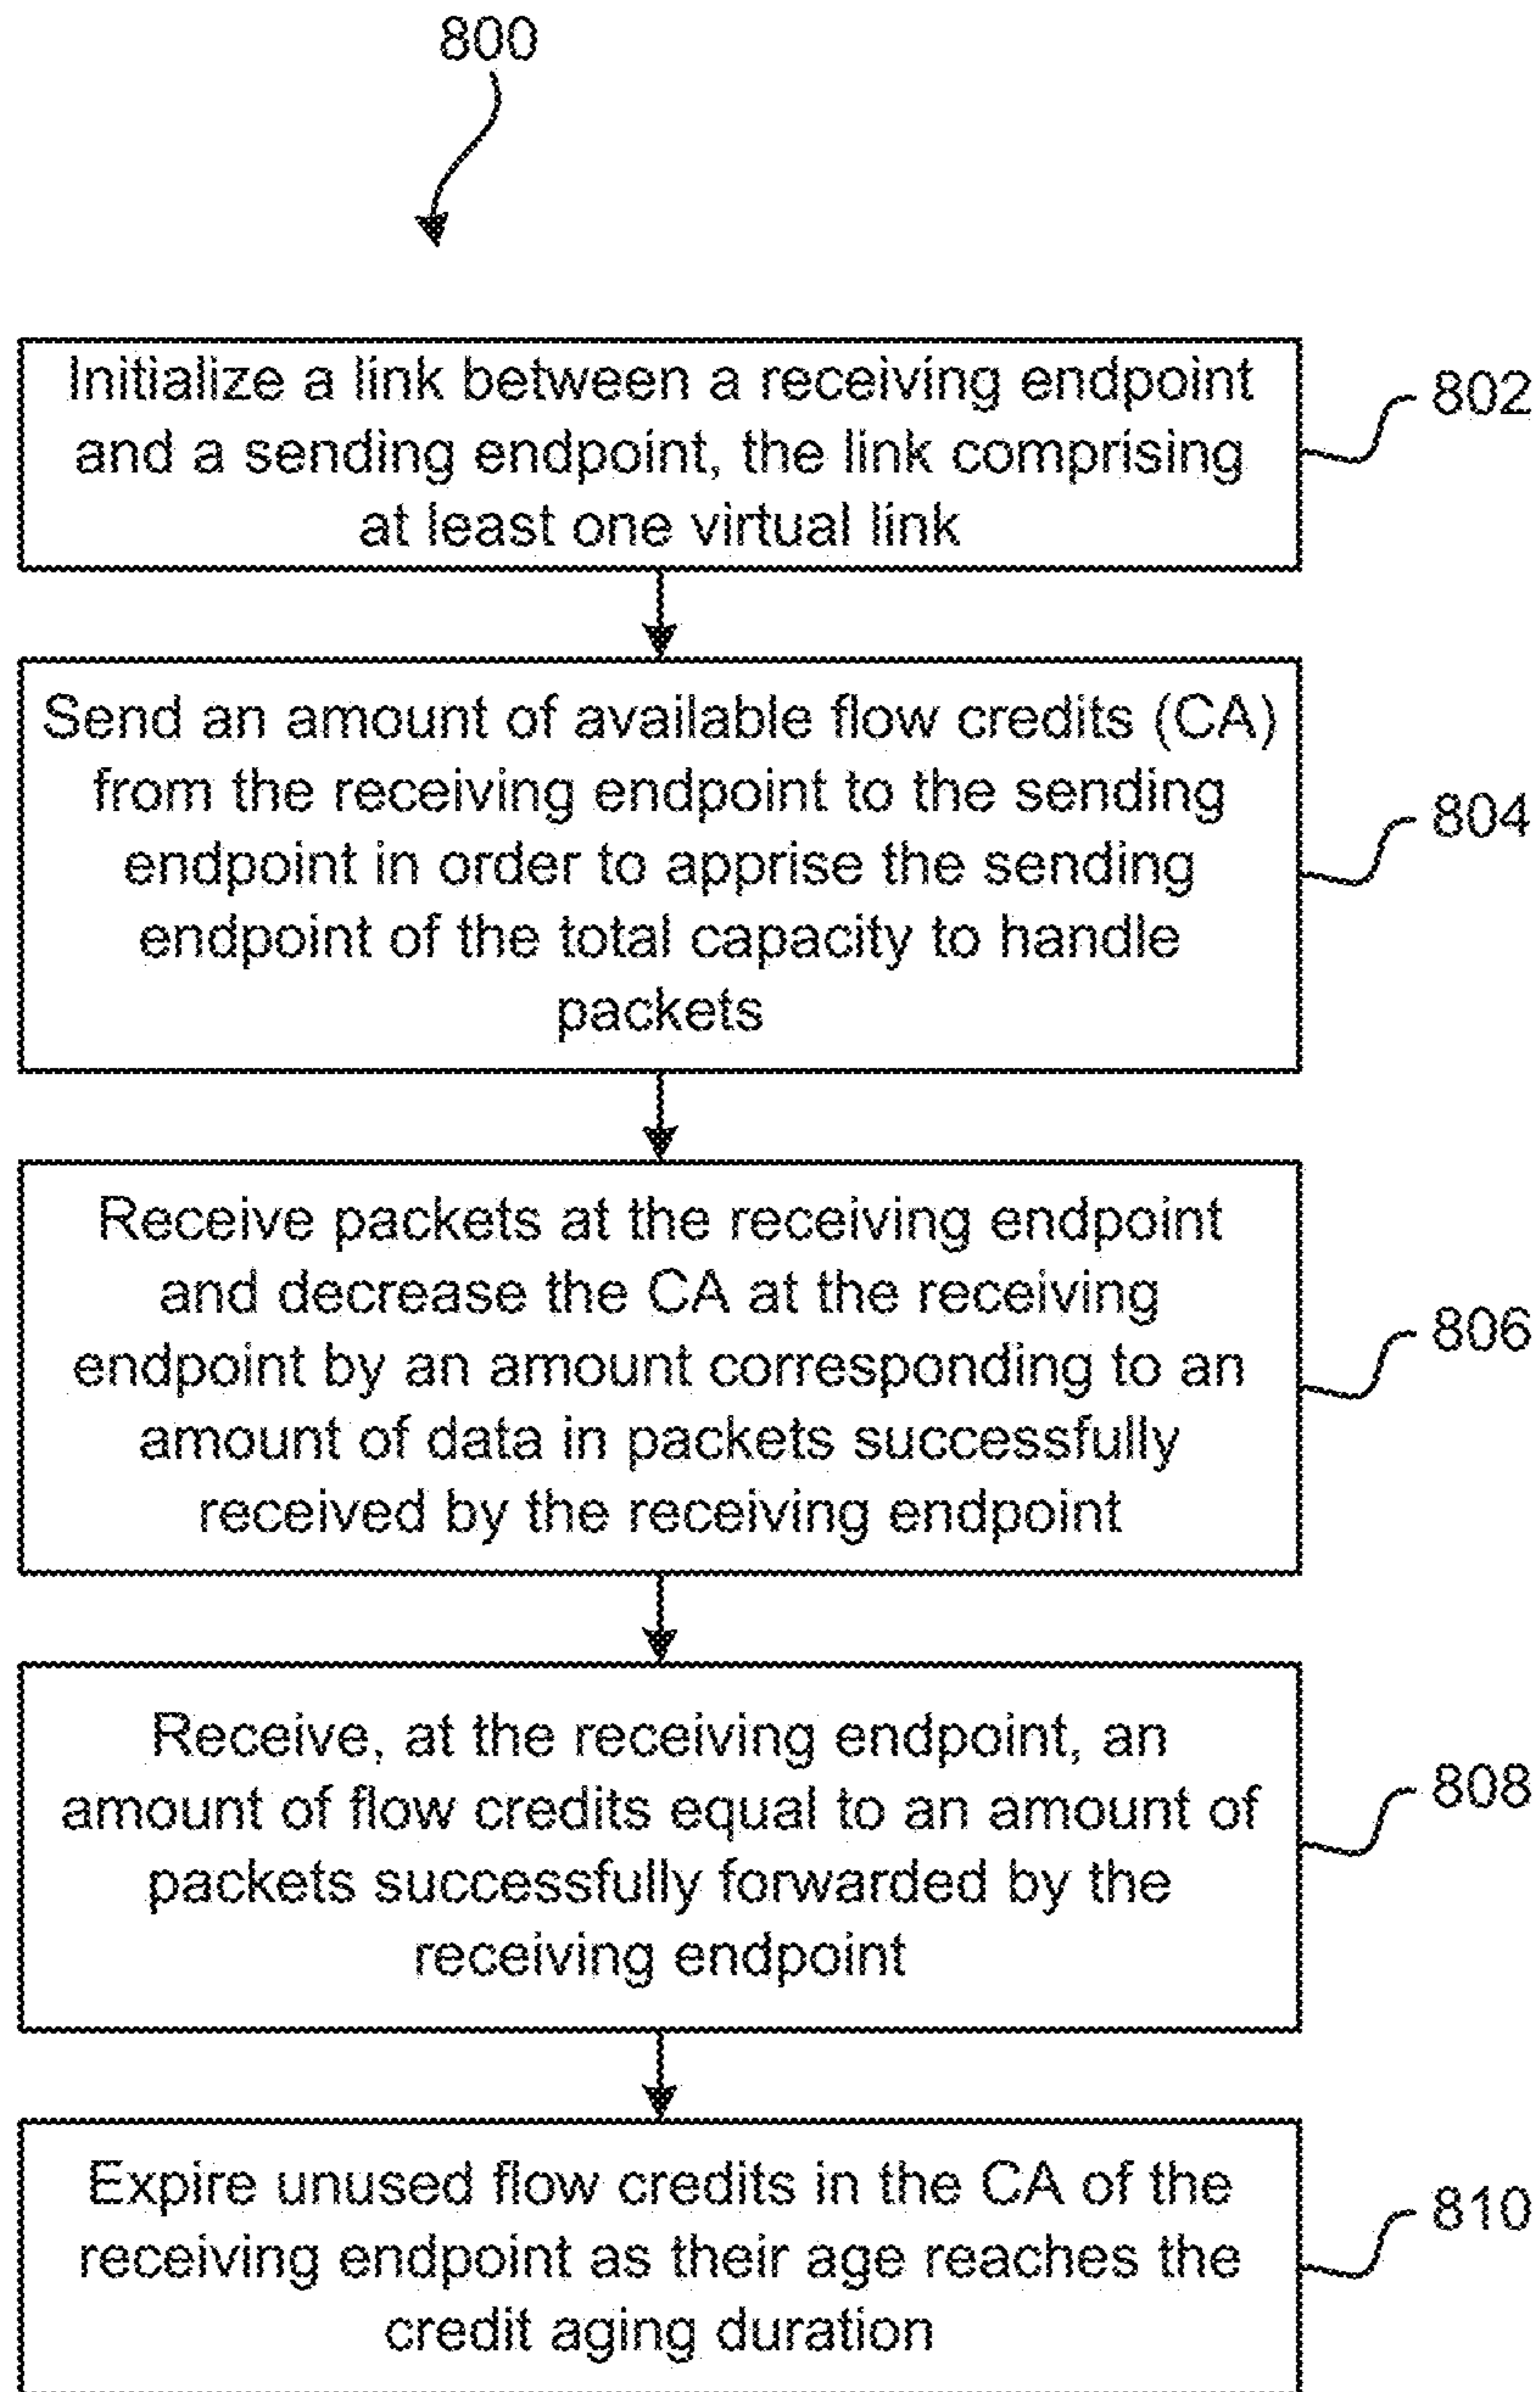 800
Initialize a link between a receiving endpoint
and a sending endpoint, the link comprising
at least one virtual link
802
Send an amount of available flow credits (CA)
from the receiving endpoint to the sending
endpoint in order to apprise the sending
endpoint of the total capacity to handle
packets
804
Receive packets at the receiving endpoint
and decrease the CA at the receiving
endpoint by an amount corresponding to an
amount of data in packets successfully
received by the receiving endpoint
806
Receive, at the receiving endpoint, an
amount of flow credits equal to an amount of
packets successfully forwarded by the
receiving endpoint
808
Expire unused flow credits in the CA of the
receiving endpoint as their age reaches the
credit aging duration
810